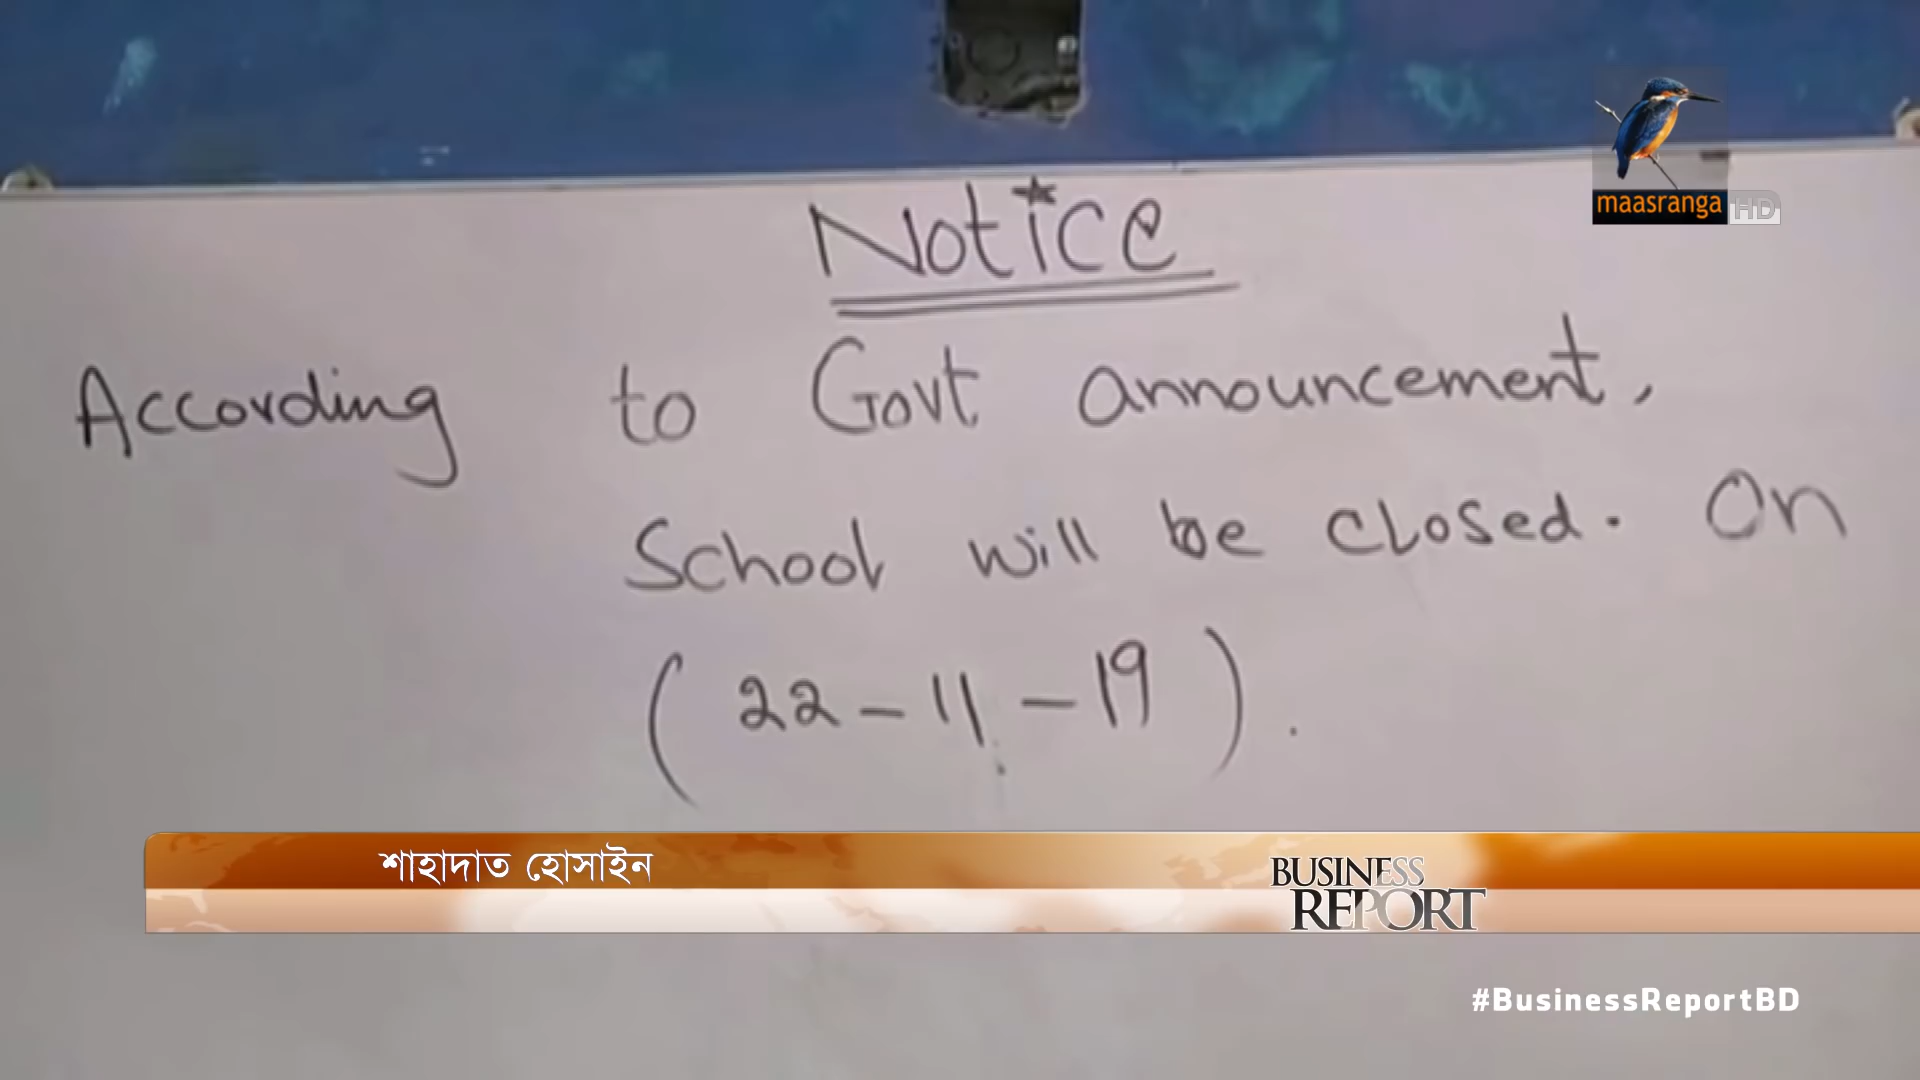 maasranga HD
Notice
According to Govt announcement,
School will be closed. On
(22-11-19).
শাহাদাত হোসাইন
BUSINESS
REPORT
#BusinessReportBD